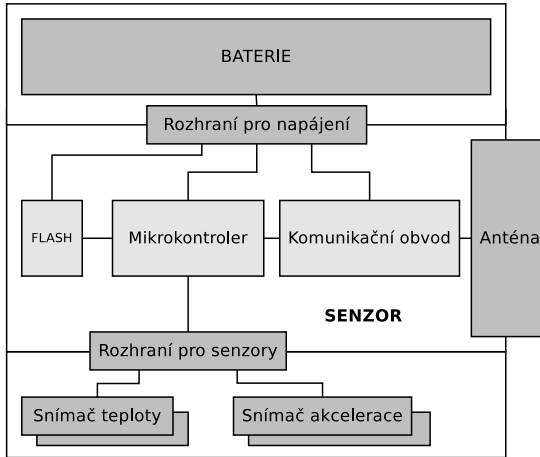 BATERIE
Rozhraní pro napájení
FLASH
Mikrokontroler
Komunikační obvod
Anténa
SENZOR
Rozhraní pro senzory
Snímač teploty
Snímač akcelerace